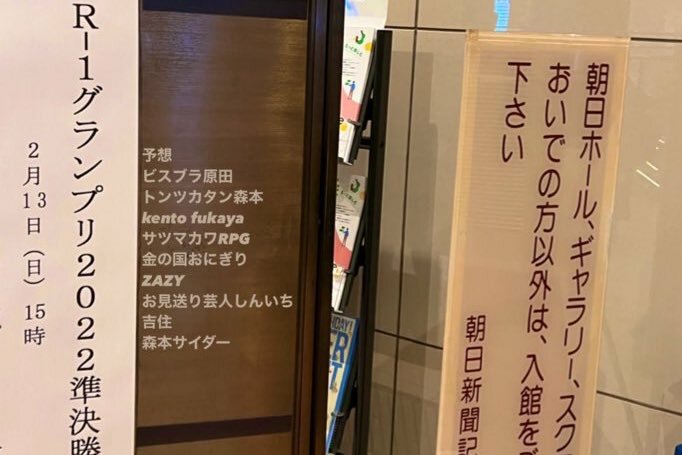 R-1グランプリ2022準決勝
2月13日(日) 15時
予想
ビスブラ原田
トンツカタン森本
kento fukaya
サツマカワRPG
金の国おにぎり
ZAZY
お見送り芸人しんいち
吉住
森本サイダー
朝日ホール、ギャラリー、スク
おいでの方以外は、入館をご
下さい
朝日新聞記